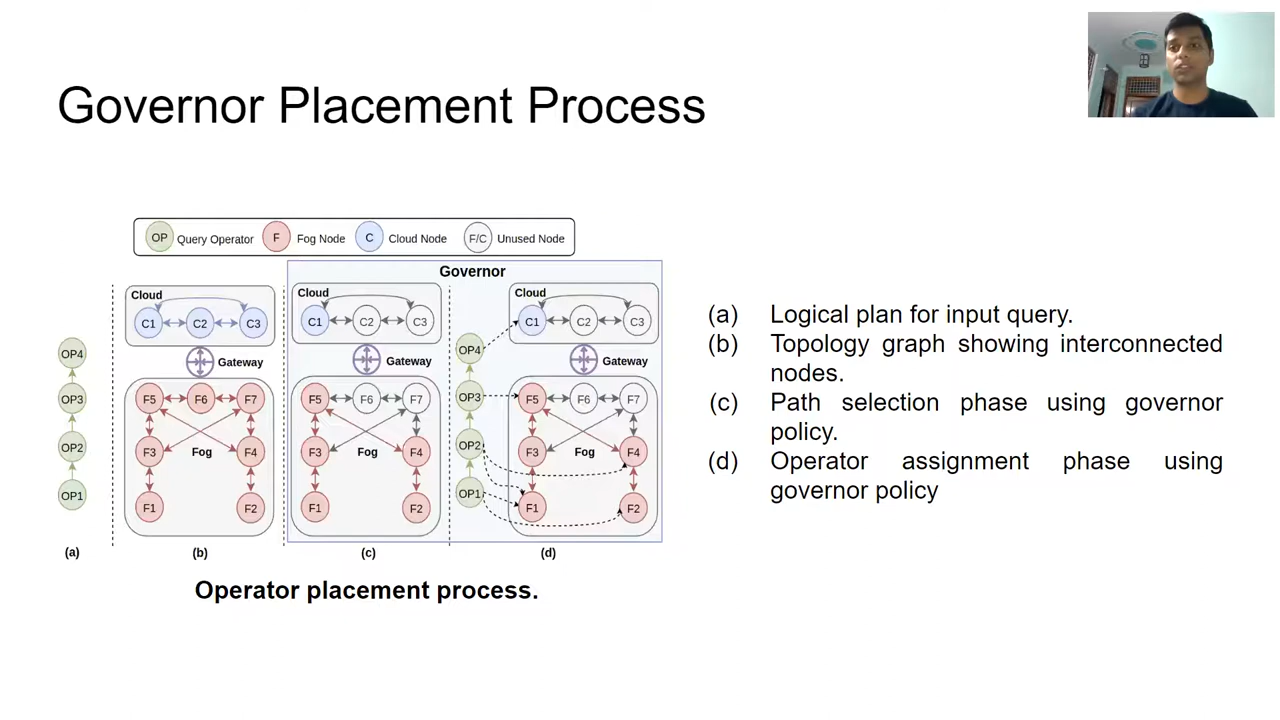 Governor Placement Process
OP Query Operator F Fog Node C Cloud Node F/C Unused Node
Governor
Cloud
C1 C2 C3
Gateway
F5 F6 F7
F3 Fog F4
F1 F2
OP4
OP3
OP2
OP1
Cloud
C1 C2 C3
Gateway
F5 F6 F7
F3 Fog F4
F1 F2
Cloud
C1 C2 C3
Gateway
OP4
OP3
OP2
OP1
F5 F6 F7
F3 Fog F4
F1 F2
(a) (b) (c) (d)
Operator placement process.
(a) Logical plan for input query.
(b) Topology graph showing interconnected
nodes.
(c) Path selection phase using governor
policy.
(d) Operator assignment phase using
governor policy